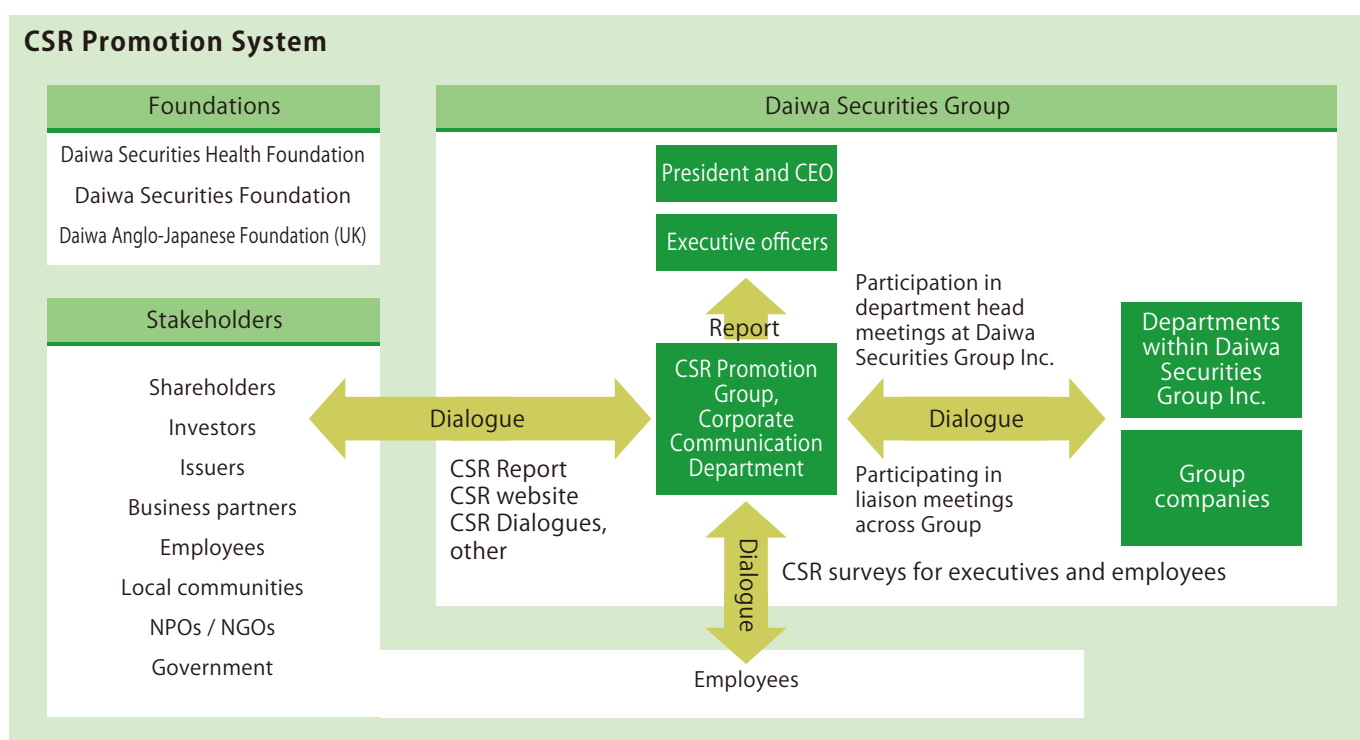 CSR Promotion System
Foundations
Daiwa Securities Health Foundation
Daiwa Securities Foundation
Daiwa Anglo-Japanese Foundation (UK)
Stakeholders
Shareholders
Investors
Issuers
Business partners
Employees
Local communities
NPOs / NGOs
Government
Daiwa Securities Group
President and CEO
Executive officers
Report
CSR Promotion
Group,
Corporate
Communication
Department
Dialogue
CSR Report
CSR website
CSR Dialogues,
other
Participation in
department head
meetings at Daiwa
Securities Group Inc.
Dialogue
Participating in
liaison meetings
across Group
Departments
within Daiwa
Securities
Group Inc.
Group
companies
Dialogue
CSR surveys for executives and employees
Employees